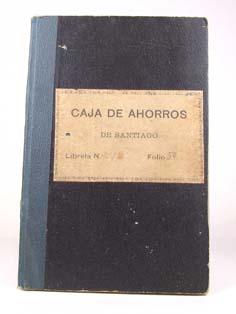 CAJA DE AHORROS
DE SANTIAGO
Libreta N. Folio